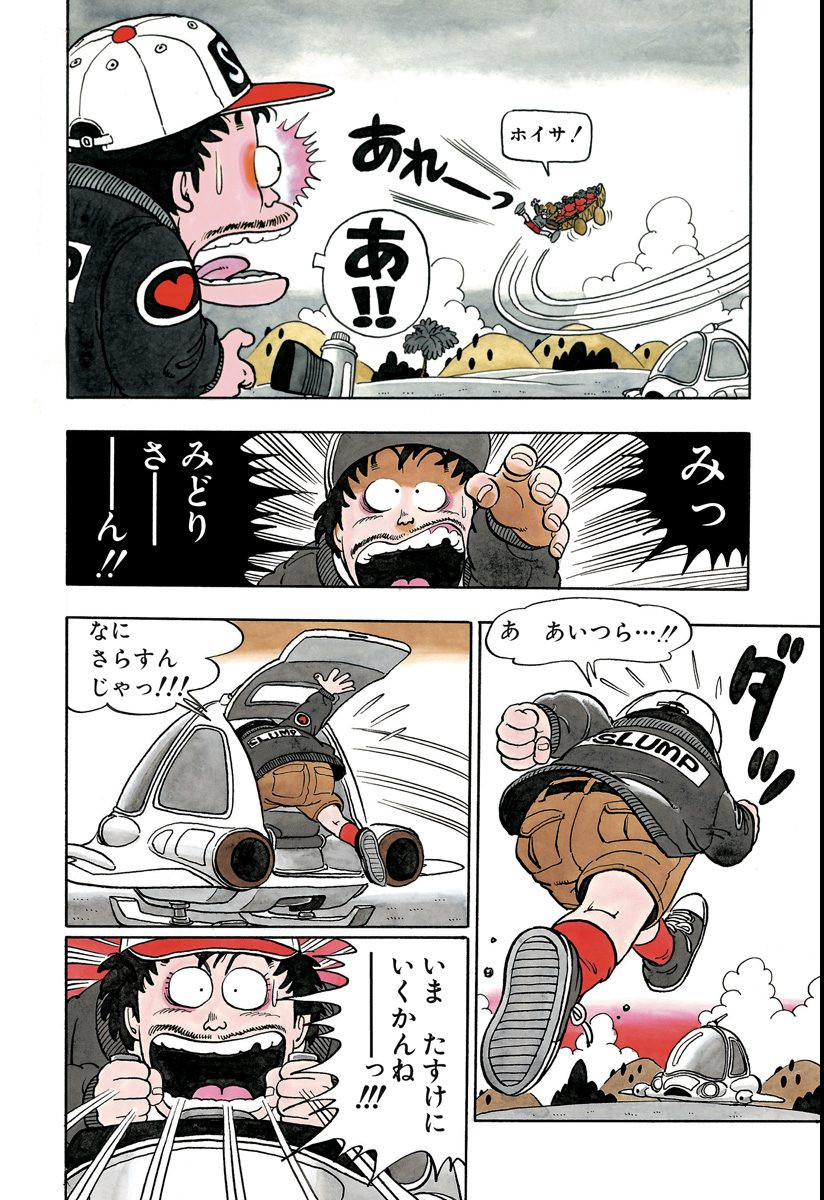 ホイサ！
あれーっ
あ!!
S
P
みっ
みどり
さ――
――ん!!
あ　あいつら…!!
ダッ
SLUMP
なに
さらすん
じゃっ!!!
SLUMP
いま　たすけに
いくかんね
――っ!!!